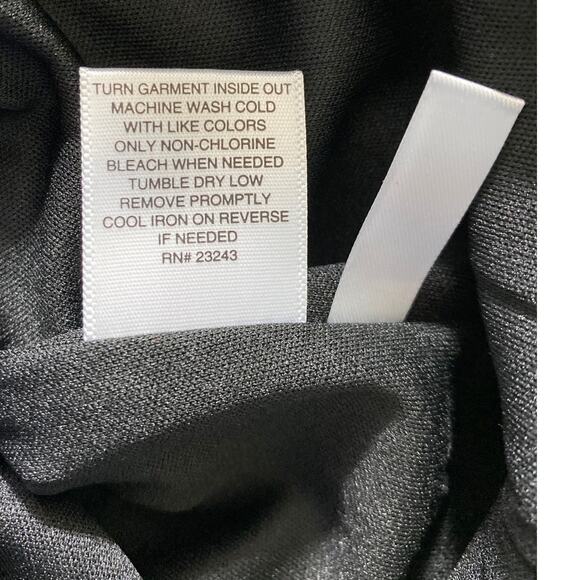 TURN GARMENT INSIDE OUT
MACHINE WASH COLD
WITH LIKE COLORS
ONLY NON-CHLORINE
BLEACH WHEN NEEDED
TUMBLE DRY LOW
REMOVE PROMPTLY
COOL IRON ON REVERSE
IF NEEDED
RN# 23243